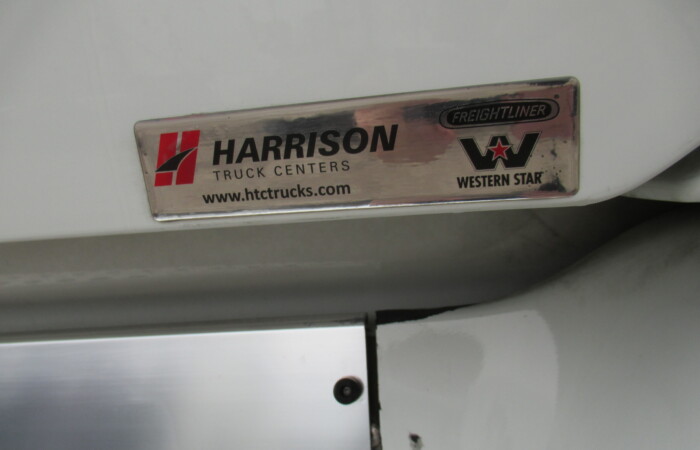 HARRISON
TRUCK CENTERS
www.htctrucks.com
FREIGHTLINER
WESTERN STAR